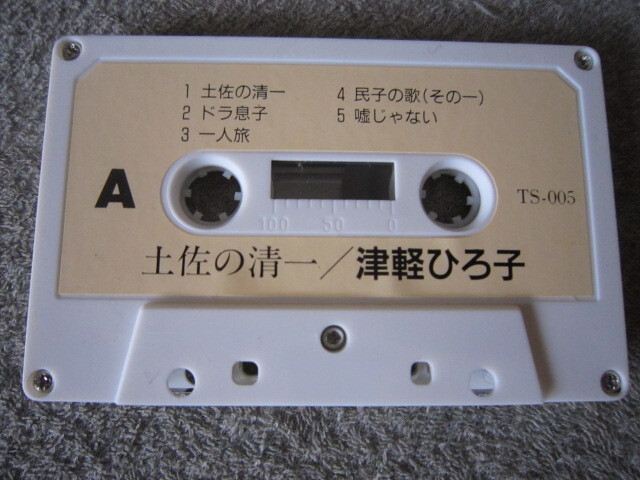 1 土佐の清一
2 ドラ息子
3 一人旅
4 民子の歌(その一)
5 嘘じゃない
A
TS-005
100 50 0
土佐の清一/津軽ひろ子